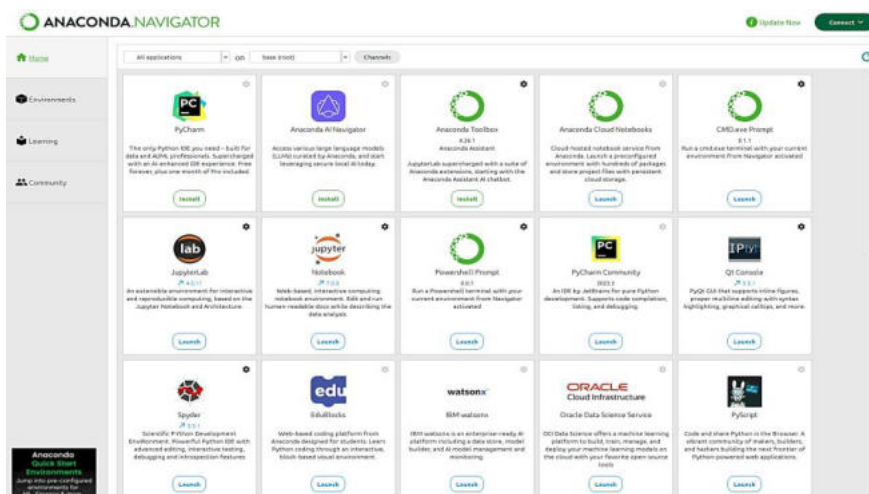 ANACONDA.NAVIGATOR
Update Now
Connect
Home
Environments
Learning
Community
All applications
on
base (root)
Channels
PC
PyCharm
The only Python IDE you need – built for
data and AI/ML professionals. Supercharged
with an AI enhanced IDE experience. Free
forever, plus one month of Pro included.
Install
Anaconda AI Navigator
Access various large language models
(LLMs) curated by Anaconda, and start
leveraging secure local AI today.
Install
Anaconda Toolbox
Anaconda Assistant
JupyterLab supercharged with a suite of
Anaconda extensions, starting with the
Anaconda Assistant AI chatbot.
Install
Anaconda Cloud Notebooks
Cloud-hosted notebook service from
Anaconda. Launch a preconfigured
environment with hundreds of packages
and store project files with persistent
cloud storage.
Launch
CMD.exe Prompt
0.1.1
Run a cmd.exe terminal with your current
environment from Navigator activated
Launch
lab
JupyterLab
An extensible environment for interactive
and reproducible computing, based on the
Jupyter Notebook and Architecture.
Launch
jupyter
Notebook
Web-based, interactive computing
notebook environment. Edit and run
human-readable docs while describing the
data analysis.
Launch
Powershell Prompt
0.0.1
Run a Powershell terminal with your
current environment from Navigator
activated
Launch
PC
PyCharm Community
An IDE by JetBrains for pure Python
development. Supports code completion,
listing, and debugging.
Launch
IP[y]:
Qt Console
PyQt GUI that supports inline figures,
proper multiline editing with syntax
highlighting, graphical calltips, and more.
Launch
Spyder
Scientific PYthon Development
EnviRonment. Powerful Python IDE with
advanced editing, interactive testing,
debugging and introspection features
Launch
edu
EduBlocks
Web-based coding platform from
Anaconda designed for students. Learn
Python coding through an interactive,
block-based visual environment.
Launch
watsonx
IBM watsonx
IBM watsonx is an enterprise-ready AI
platform including a data store, model
builder, and AI model management and
monitoring.
Launch
ORACLE
Cloud Infrastructure
Oracle Data Science Service
OCI Data Science offers a machine learning
platform to build, train, manage, and
deploy your machine learning models on
the cloud with your favorite open source
tools
Launch
PyScript
Code and share Python in the Browser. A
vibrant community of makers, builders,
and hackers building the next frontier of
Python-powered web applications.
Launch
Anaconda
Quick Start
Environments
Jump into pre-configured
environments for